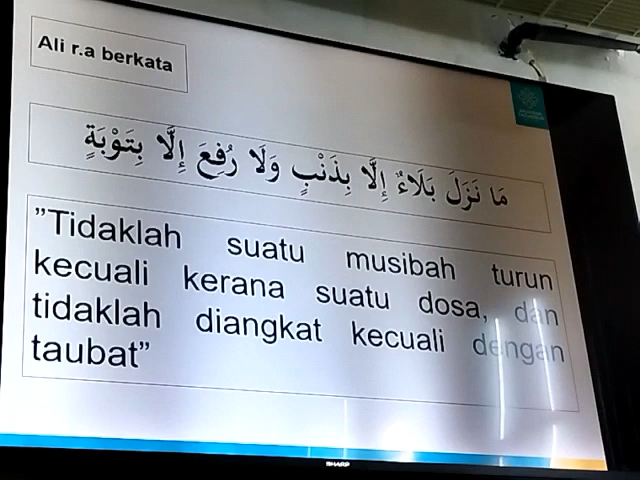 Ali r.a berkata
مَا نَزَلَ بَلَاءٌ إِلَّا بِذَنْبٍ وَلَا رُفِعَ إِلَّا بِتَوْبَةٍ
”Tidaklah suatu musibah turun
kecuali kerana suatu dosa, dan
tidaklah diangkat kecuali dengan
taubat”
SHARP